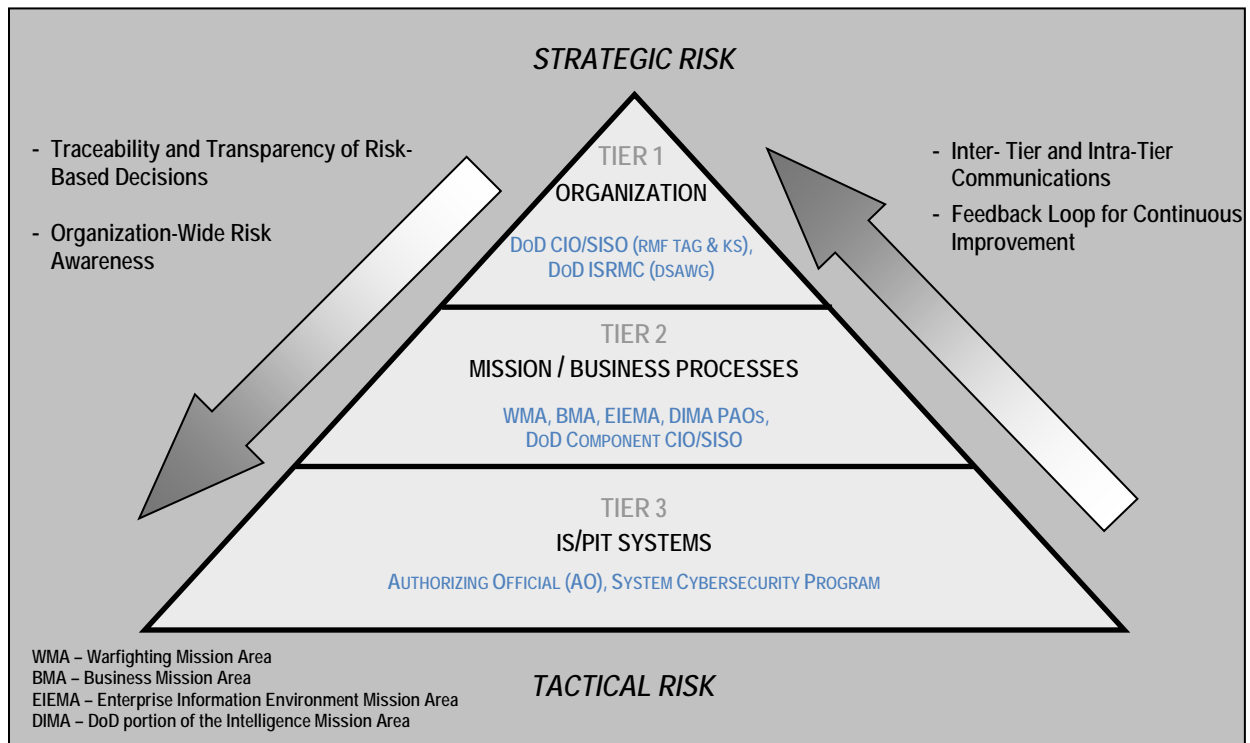 STRATEGIC RISK
- Traceability and Transparency of Risk-
Based Decisions
- Organization-Wide Risk
Awareness
- Inter- Tier and Intra-Tier
Communications
- Feedback Loop for Continuous
Improvement
TIER 1
ORGANIZATION
DOD CIO/SISO (RMF TAG & KS),
DOD ISRMC (DSAWG)
TIER 2
MISSION / BUSINESS PROCESSES
WMA, BMA, EIEMA, DIMA PAOS,
DOD COMPONENT CIO/SISO
TIER 3
IS/PIT SYSTEMS
AUTHORIZING OFFICIAL (AO), SYSTEM CYBERSECURITY PROGRAM
TACTICAL RISK
WMA – Warfighting Mission Area
BMA – Business Mission Area
EIEMA – Enterprise Information Environment Mission Area
DIMA – DoD portion of the Intelligence Mission Area